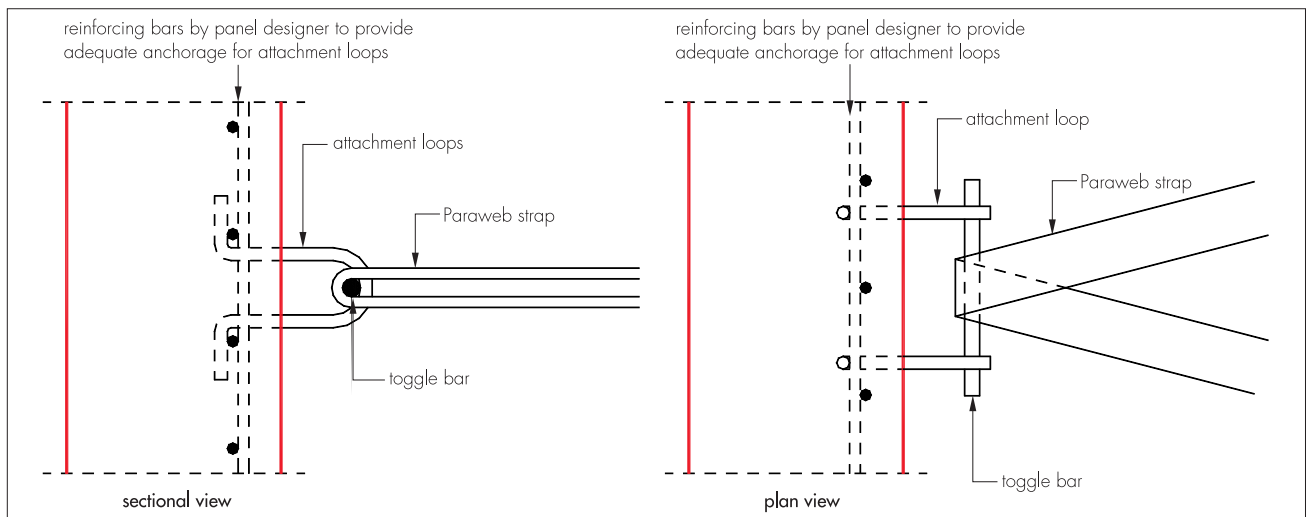 reinforcing bars by panel designer to provide
adequate anchorage for attachment loops
attachment loops
Paraweb strap
toggle bar
sectional view
reinforcing bars by panel designer to provide
adequate anchorage for attachment loops
attachment loop
Paraweb strap
toggle bar
plan view